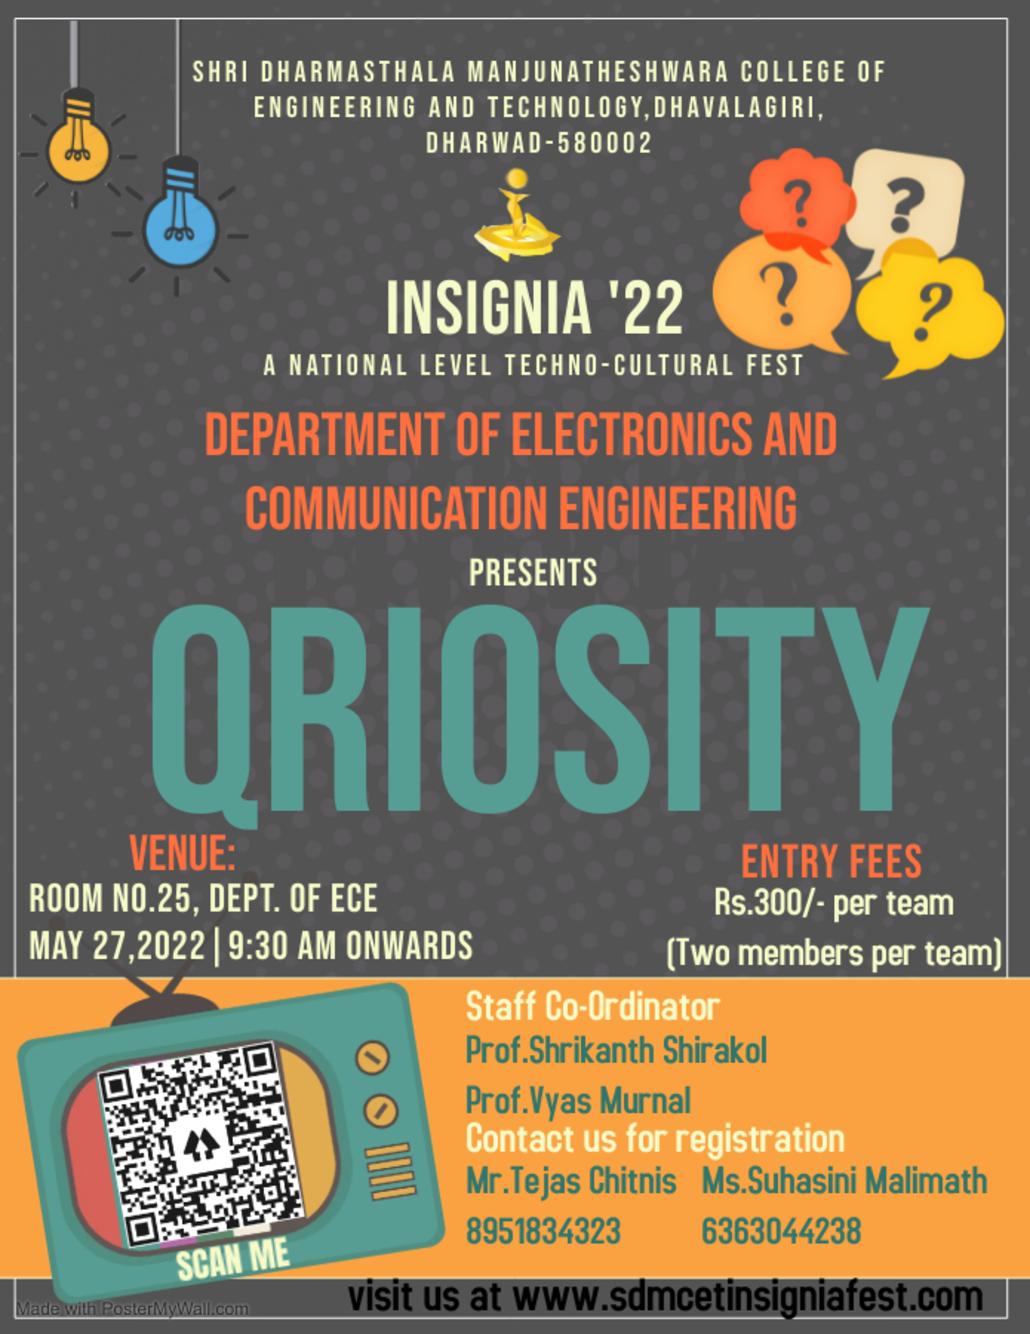 SHRI DHARMASTHALA MANJUNATHESHWARA COLLEGE OF
ENGINEERING AND TECHNOLOGY,DHAVALAGIRI,
DHARWAD-580002
INSIGNIA '22
A NATIONAL LEVEL TECHNO-CULTURAL FEST
DEPARTMENT OF ELECTRONICS AND
COMMUNICATION ENGINEERING
PRESENTS
QRIOSITY
VENUE:
ROOM NO.25, DEPT. OF ECE
MAY 27,2022|9:30 AM ONWARDS
ENTRY FEES
Rs.300/- per team
(Two members per team)
Staff Co-Ordinator
Prof.Shrikanth Shirakol
Prof.Vyas Murnal
Contact us for registration
Mr.Tejas Chitnis Ms.Suhasini Malimath
8951834323 6363044238
SCAN ME
visit us at www.sdmcetinsigniafest.com
Made with PosterMyWall.com